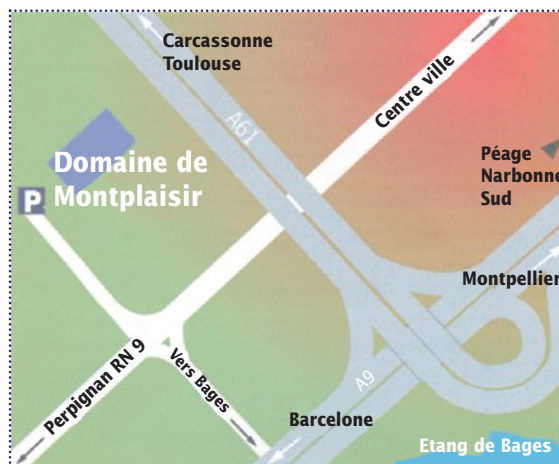 Carcassonne
Toulouse
Centre ville
A61
Domaine de
Montplaisir
P
Péage
Narbonne
Sud
Montpellier
Perpignan RN 9
Vers Bages
A9
Barcelone
Etang de Bages